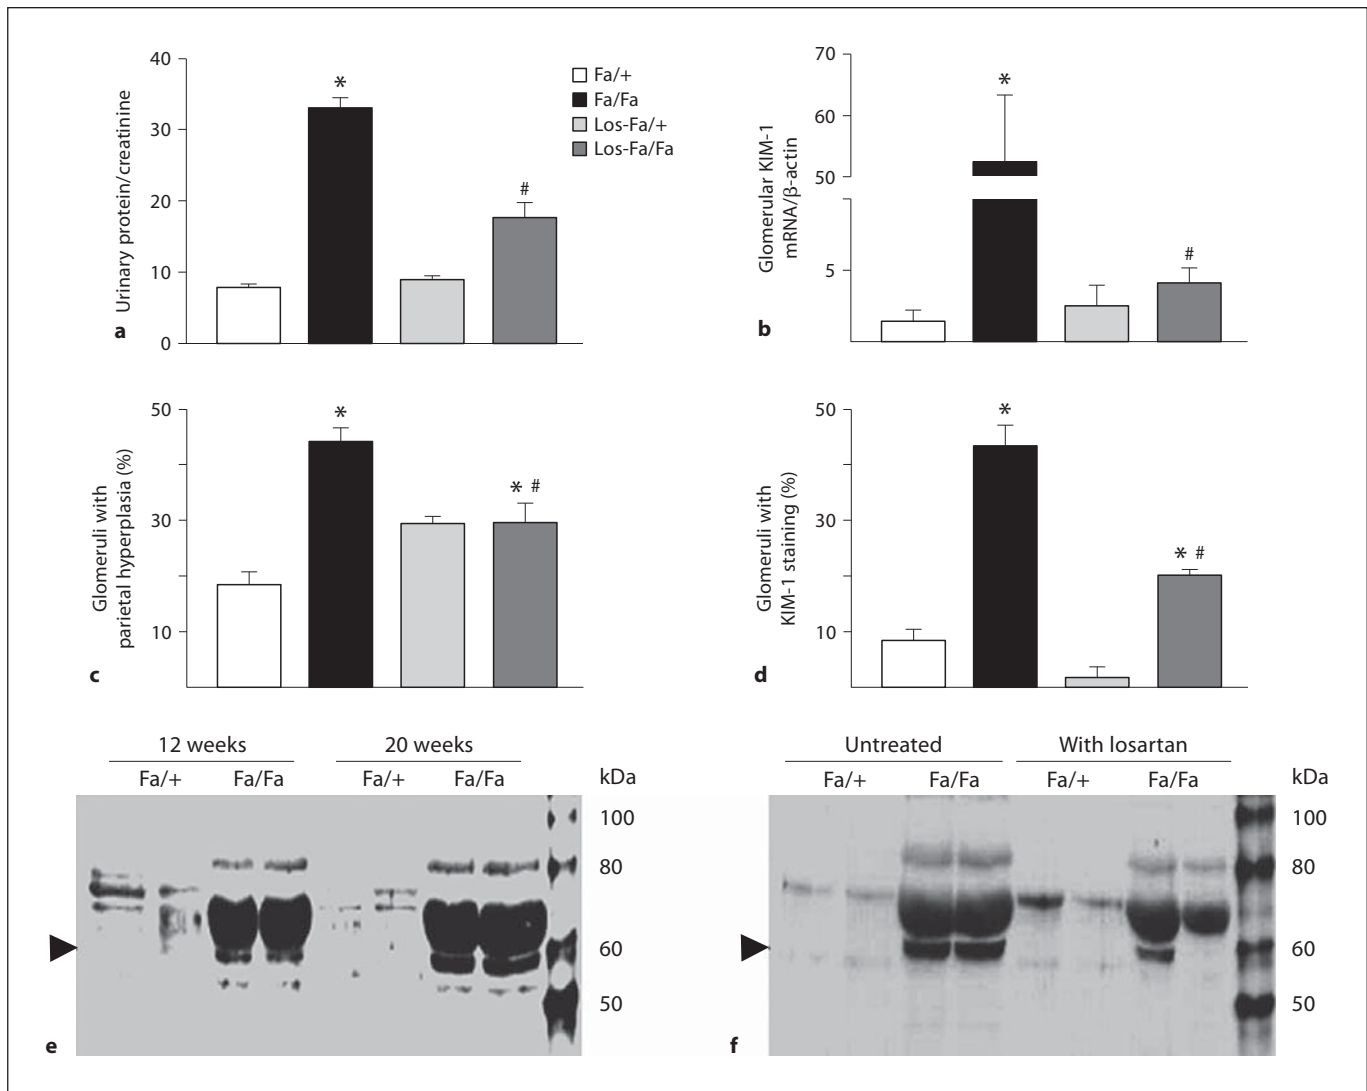 40
30
20
10
0
Urinary protein/creatinine
*
#
a
Fa/+
Fa/Fa
Los-Fa/+
Los-Fa/Fa
70
60
50
5
Glomerular KIM-1
mRNA/β-actin
*
#
b
50
30
10
Glomeruli with
parietal hyperplasia (%)
*
* #
c
50
30
10
Glomeruli with
KIM-1 staining (%)
*
* #
d
12 weeks 20 weeks
Fa/+ Fa/Fa Fa/+ Fa/Fa kDa
100
80
60
50
e
Untreated With losartan
Fa/+ Fa/Fa Fa/+ Fa/Fa kDa
100
80
60
50
f